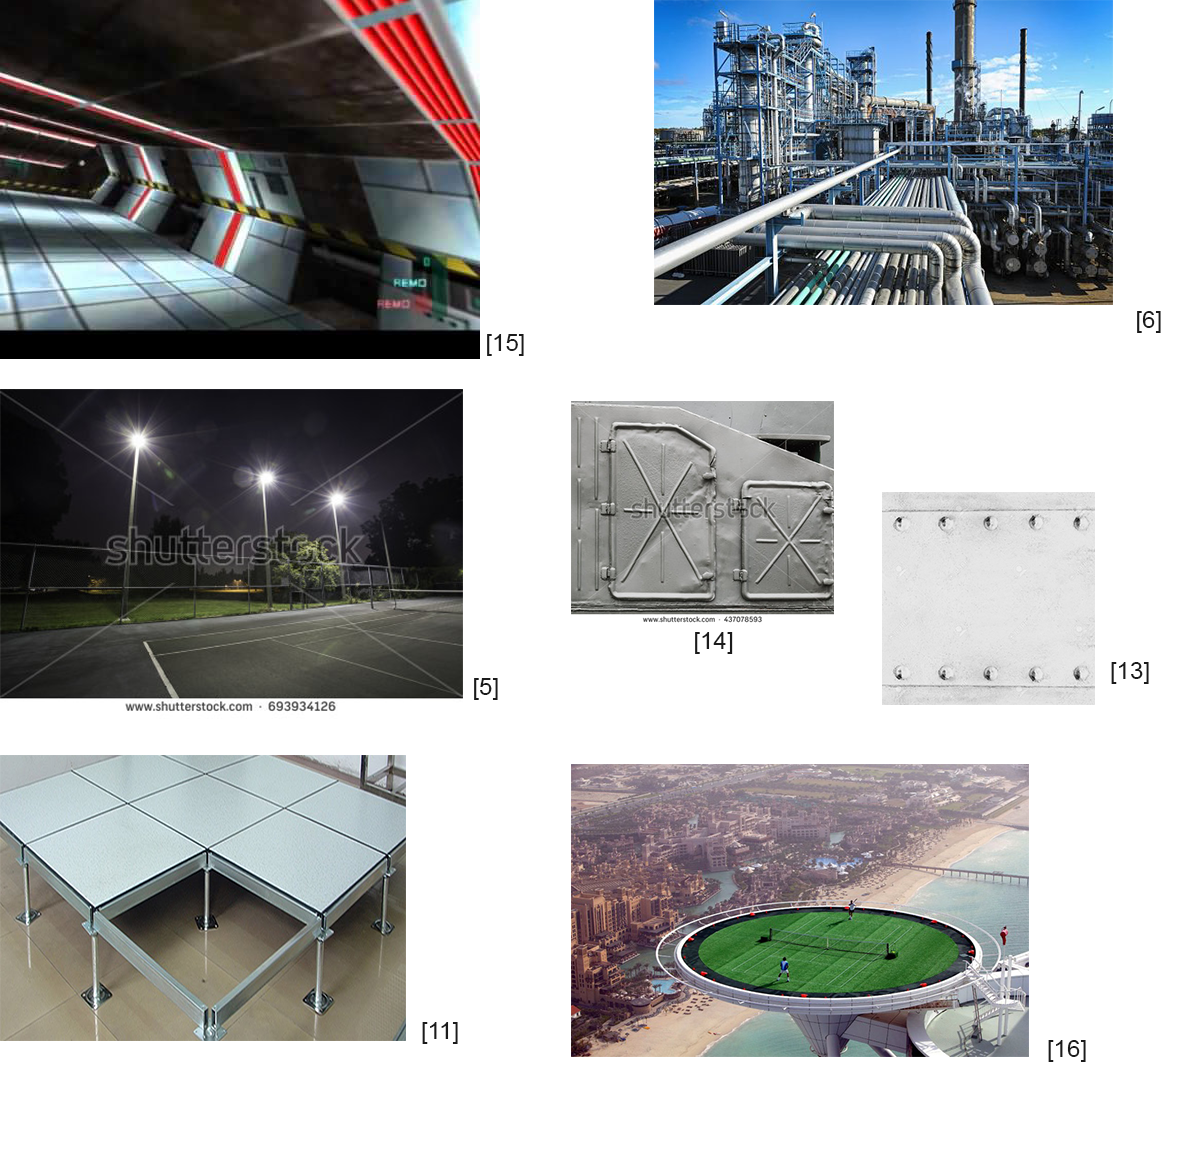 REMO
REMO
[15]
[6]
shutterstock
[5]
www.shutterstock.com · 693934126
shutterstock
www.shutterstock.com · 437078593
[14]
[13]
[11]
[16]